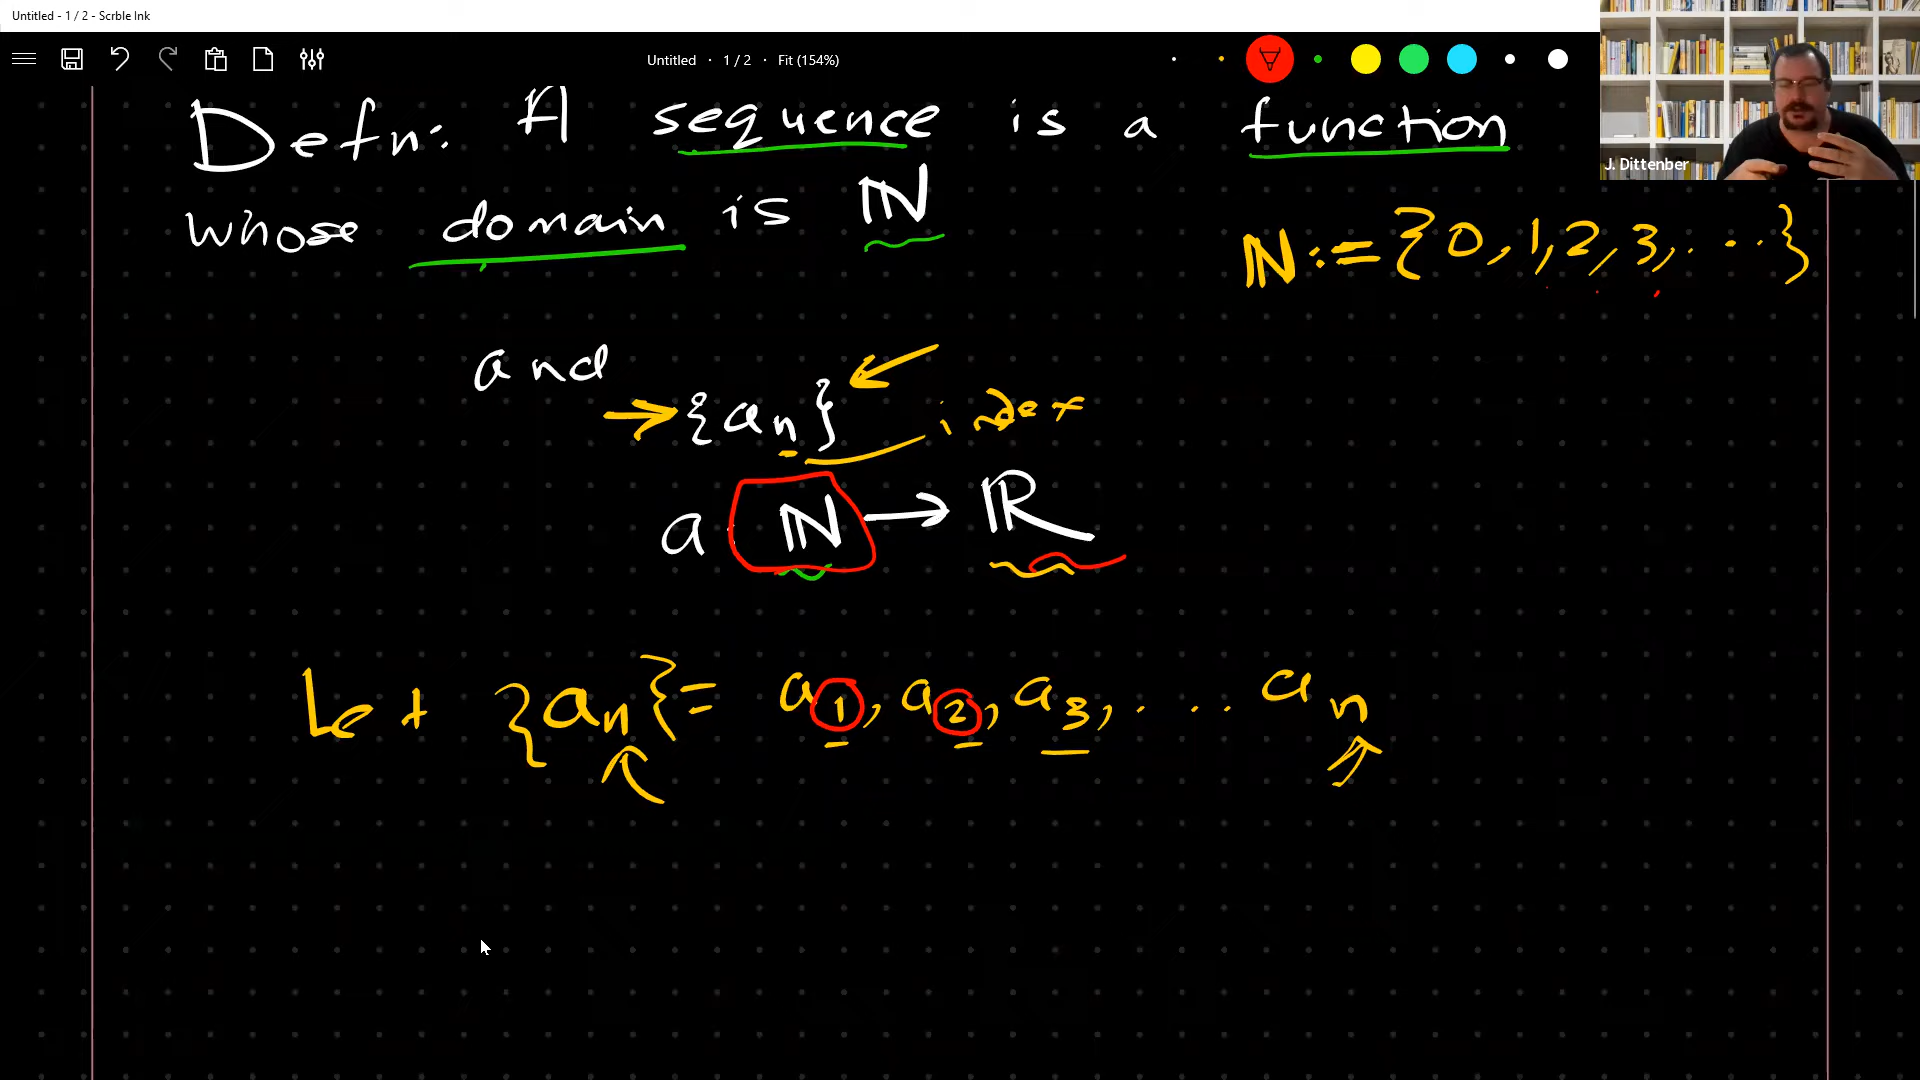 Untitled - 1 / 2 - Scrble Ink
Untitled · 1 / 2 · Fit (154%)
J. Dittenber
Defn: A sequence is a function
whose domain is ℕ
ℕ := {0, 1, 2, 3, ...}
and
{aₙ} index
a ℕ → ℝ
Let {aₙ} = a₁, a₂, a₃, .... aₙ